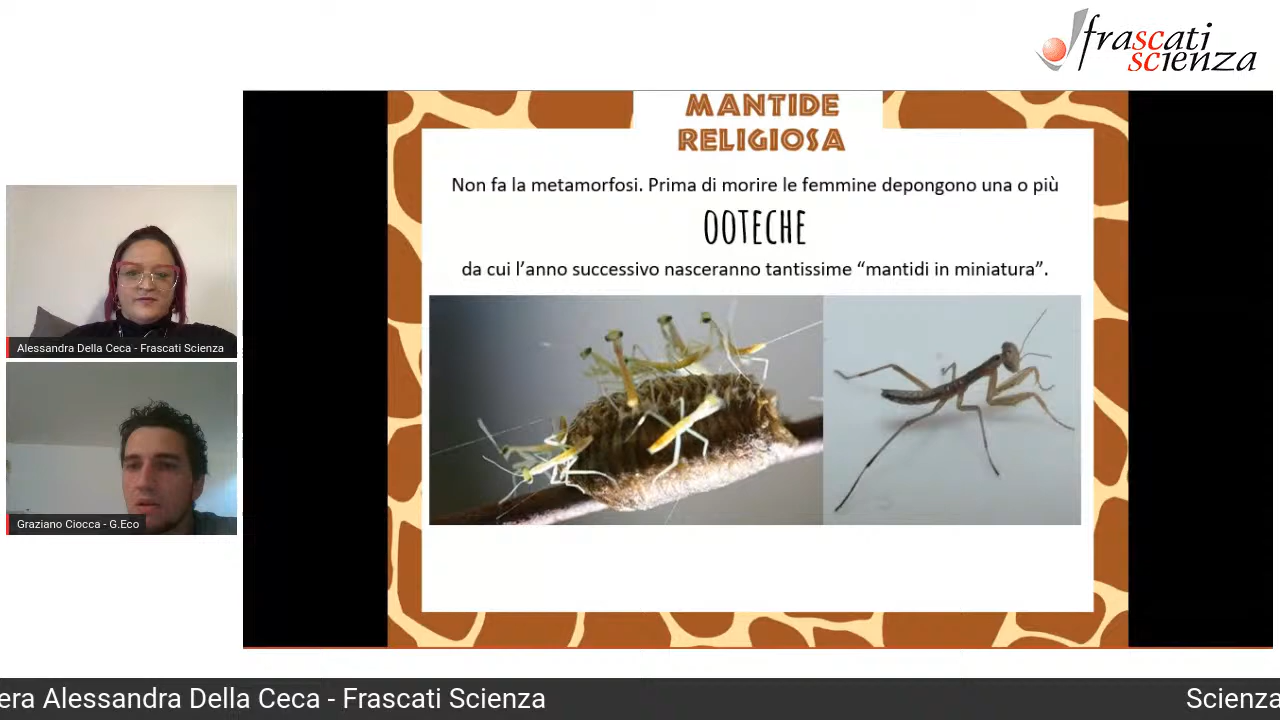 frascati
scienza
MANTIDE
RELIGIOSA
Non fa la metamorfosi. Prima di morire le femmine depongono una o più
OOTECHE
da cui l’anno successivo nasceranno tantissime “mantidi in miniatura”.
Alessandra Della Ceca - Frascati Scienza
Graziano Ciocca - G.Eco
era Alessandra Della Ceca - Frascati Scienza
Scienza